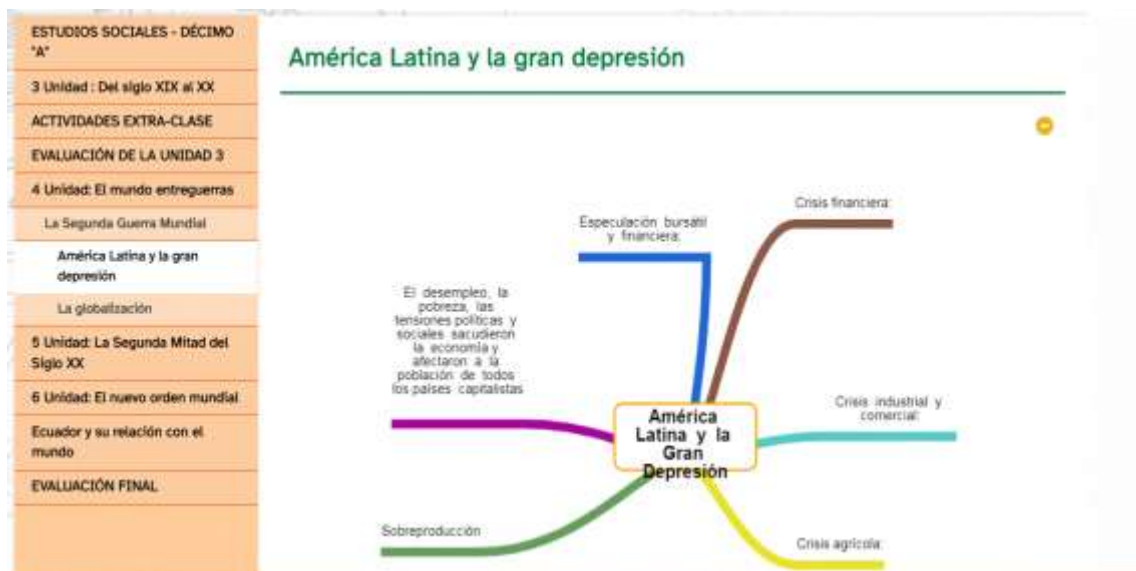 ESTUDIOS SOCIALES - DÉCIMO
"A"
3 Unidad : Del siglo XIX al XX
ACTIVIDADES EXTRA-CLASE
EVALUACIÓN DE LA UNIDAD 3
4 Unidad: El mundo entreguerras
La Segunda Guerra Mundial
América Latina y la gran
depresión
La globalización
5 Unidad: La Segunda Mitad del
Siglo XX
6 Unidad: El nuevo orden mundial
Ecuador y su relación con el
mundo
EVALUACIÓN FINAL
América Latina y la gran depresión
Crisis financiera:
Especulación bursátil
y financiera:
El desempleo, la
pobreza, las
tensiones políticas y
sociales sacudieron
la economía y
afectaron a la
población de todos
los países capitalistas
América
Latina y la
Gran
Depresión
Crisis industrial y
comercial:
Sobreproducción
Crisis agrícola: